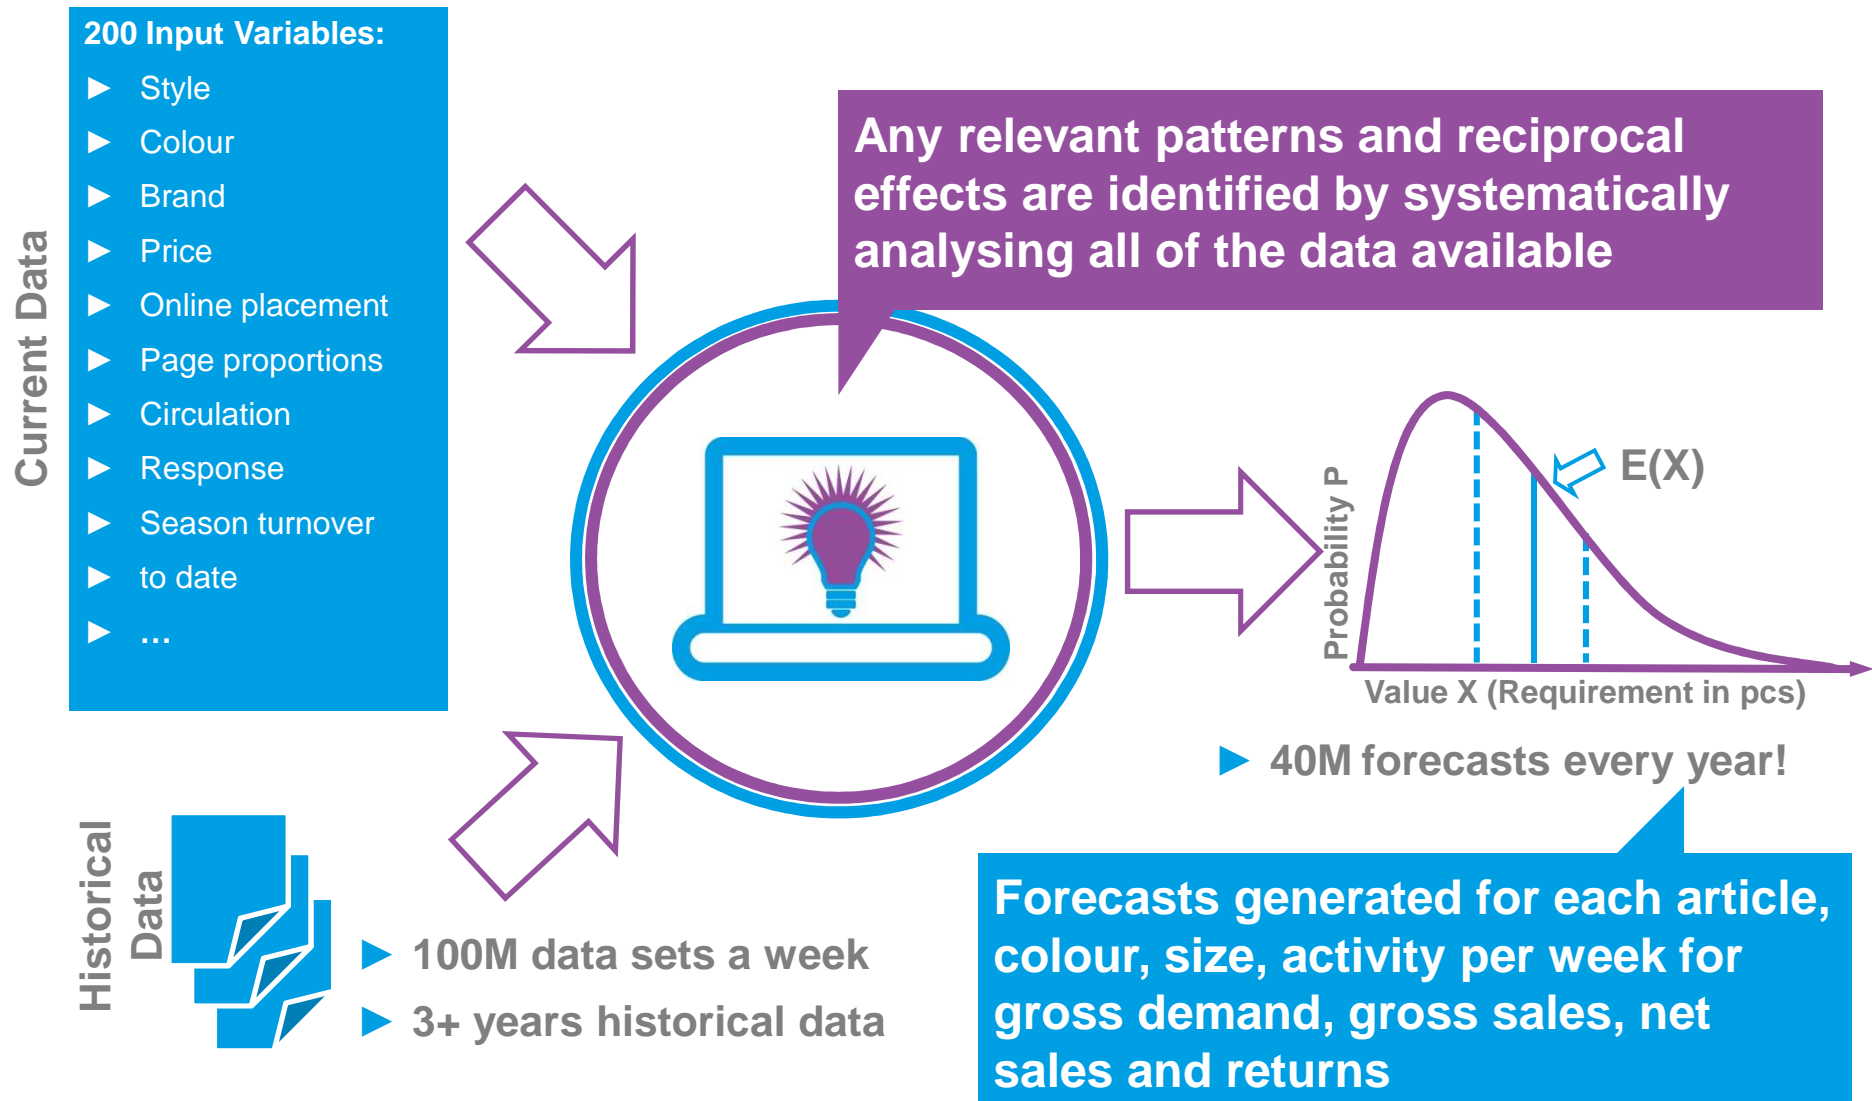 Current Data
200 Input Variables:
► Style
► Colour
► Brand
► Price
► Online placement
► Page proportions
► Circulation
► Response
► Season turnover
► to date
► ...
Any relevant patterns and reciprocal
effects are identified by systematically
analysing all of the data available
Probability P
E(X)
Value X (Requirement in pcs)
► 40M forecasts every year!
Historical
Data
► 100M data sets a week
► 3+ years historical data
Forecasts generated for each article,
colour, size, activity per week for
gross demand, gross sales, net
sales and returns